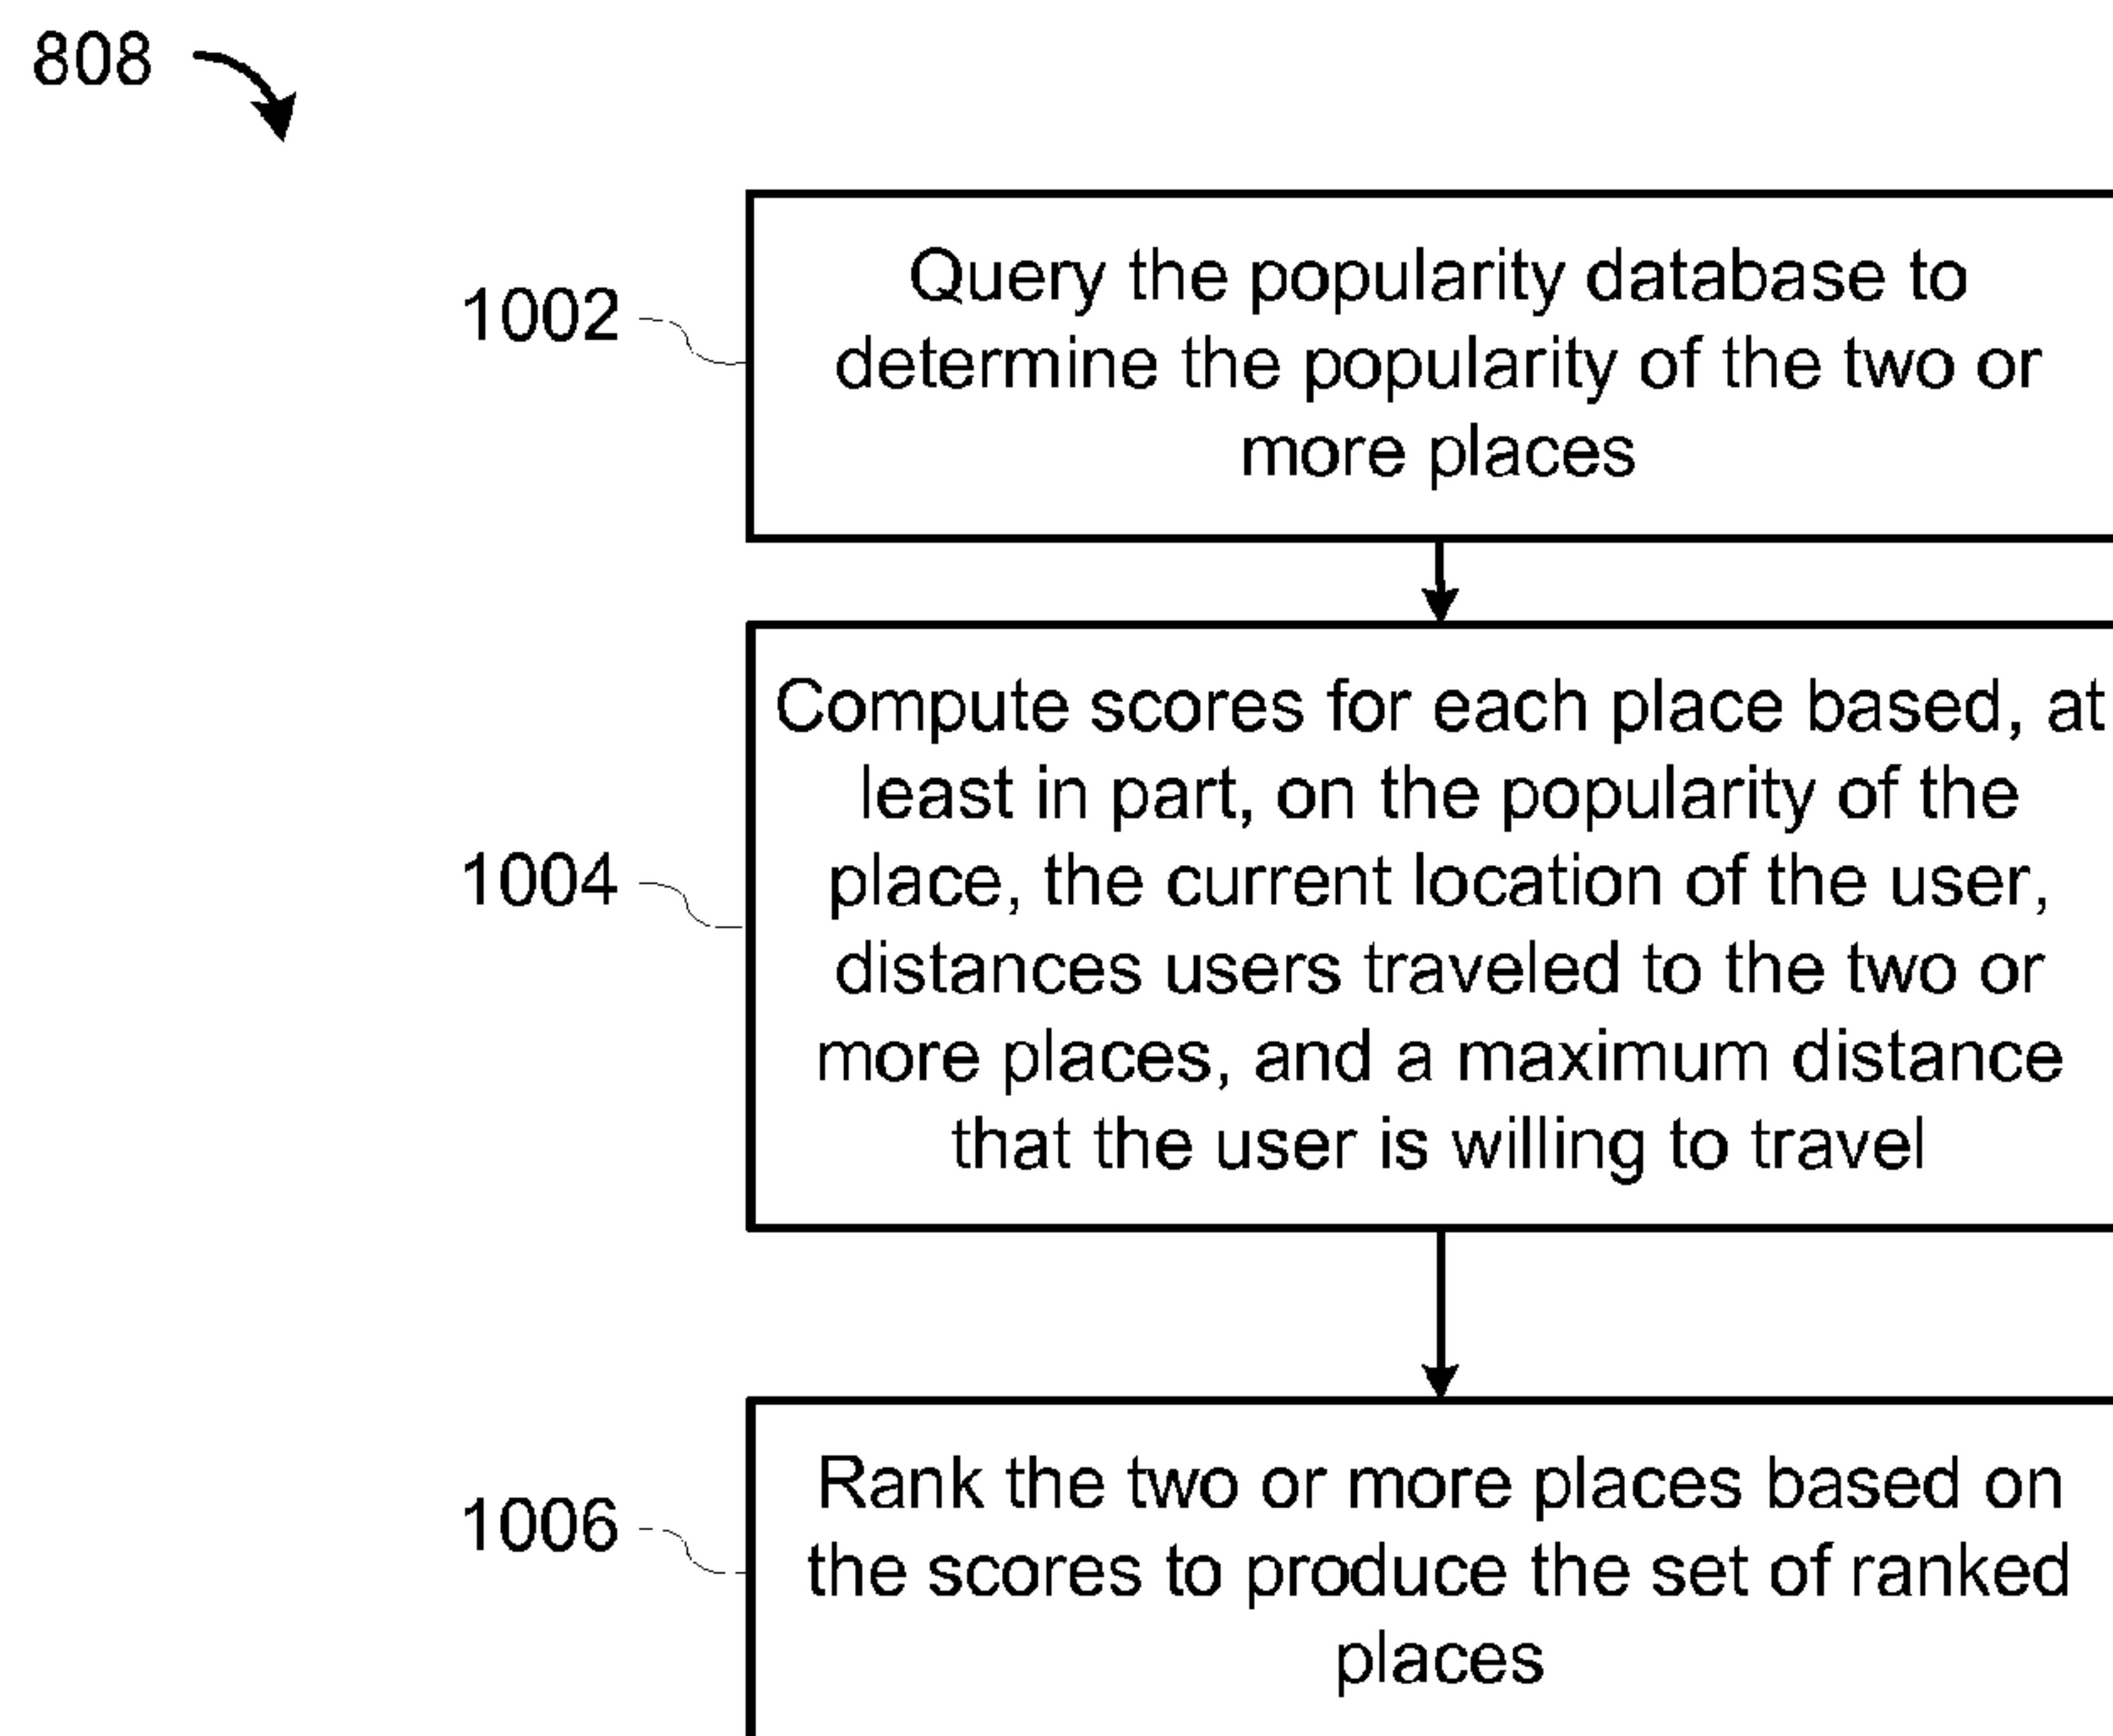 808
1002
Query the popularity database to
determine the popularity of the two or
more places
1004
Compute scores for each place based, at
least in part, on the popularity of the
place, the current location of the user,
distances users traveled to the two or
more places, and a maximum distance
that the user is willing to travel
1006
Rank the two or more places based on
the scores to produce the set of ranked
places